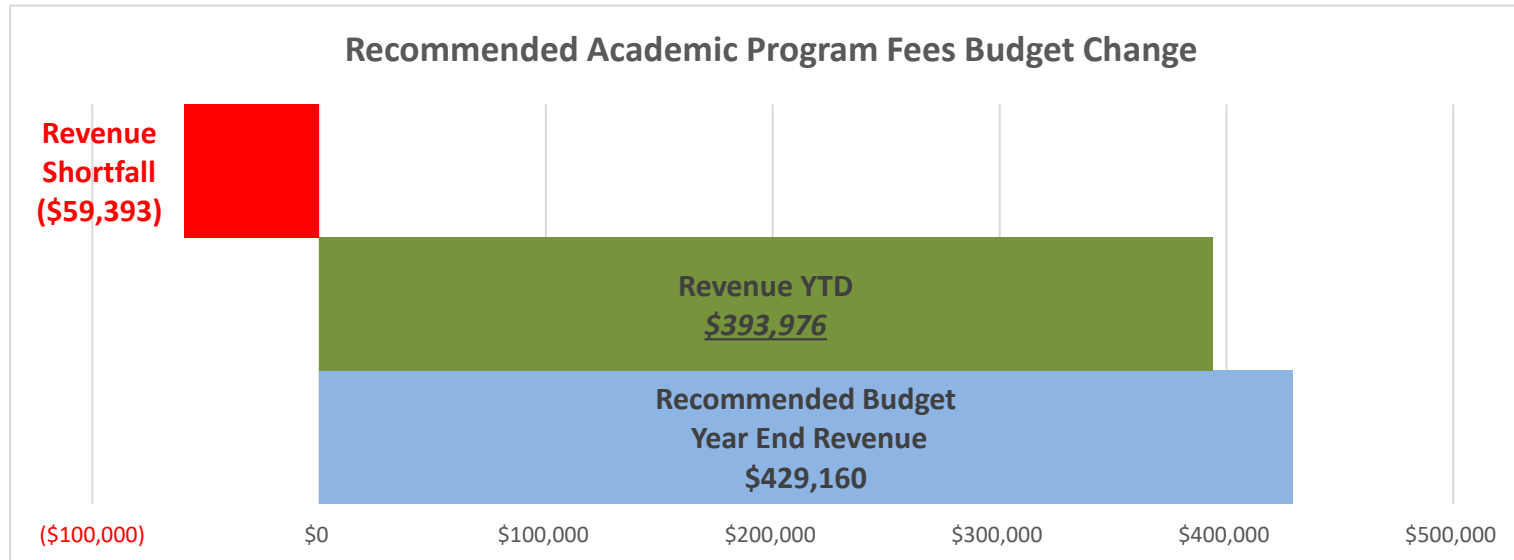 Recommended Academic Program Fees Budget Change
Revenue
Shortfall
($59,393)
Revenue YTD
$393,976
Recommended Budget
Year End Revenue
$429,160
($100,000)
$0
$100,000
$200,000
$300,000
$400,000
$500,000